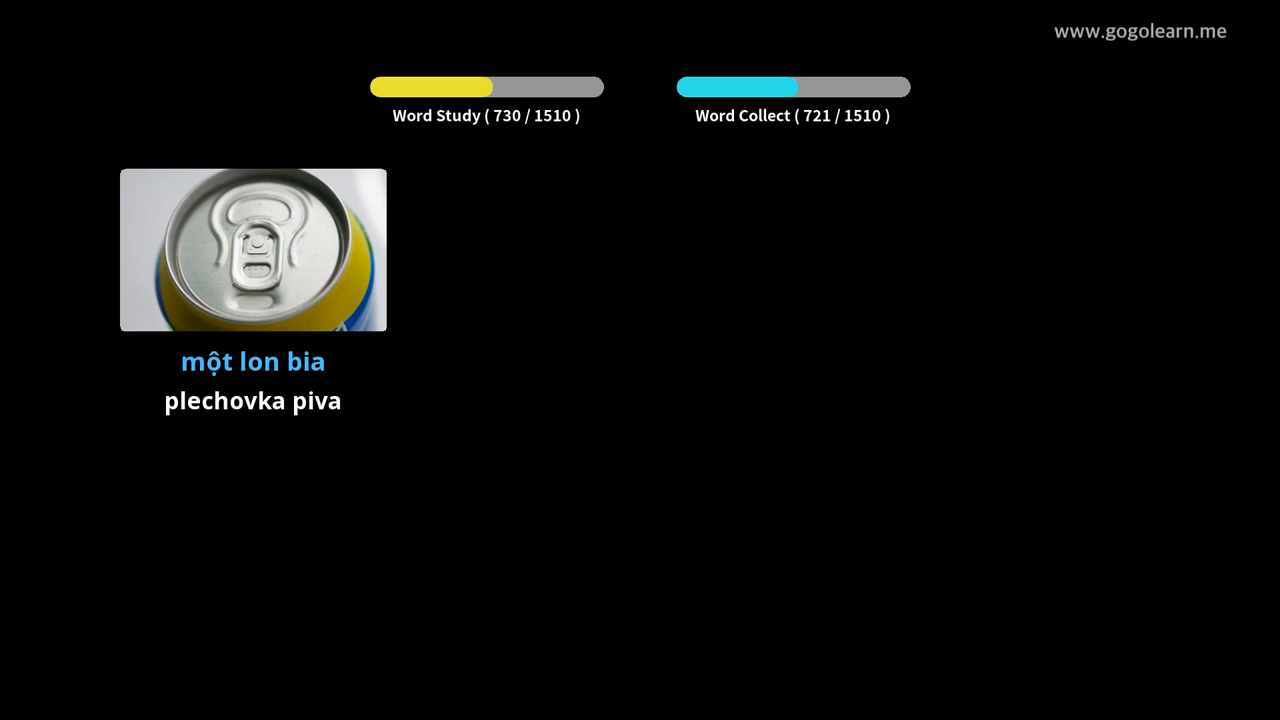 www.gogolearn.me
Word Study ( 730 / 1510 )
Word Collect ( 721 / 1510 )
một lon bia
plechovka piva